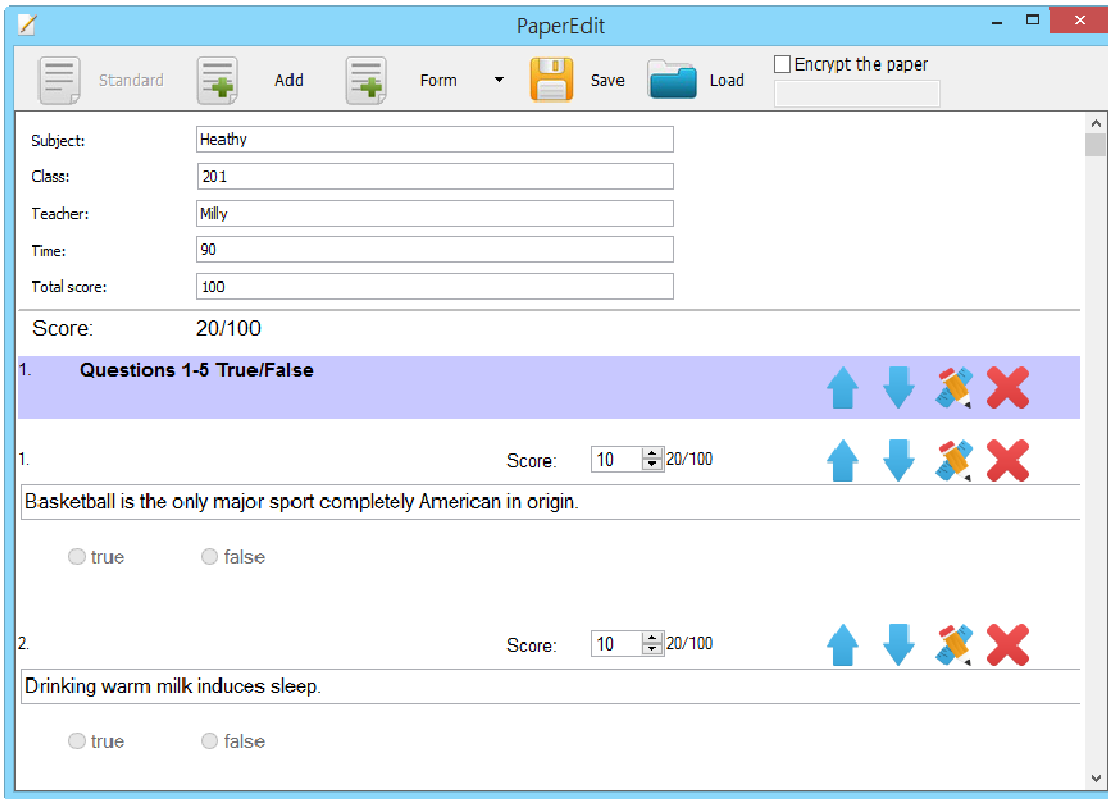 PaperEdit
Standard Add Form Save Load Encrypt the paper
Subject: Heathy
Class: 201
Teacher: Milly
Time: 90
Total score: 100
Score: 20/100
1. Questions 1-5 True/False
1. Score: 10 20/100
Basketball is the only major sport completely American in origin.
true false
2. Score: 10 20/100
Drinking warm milk induces sleep.
true false